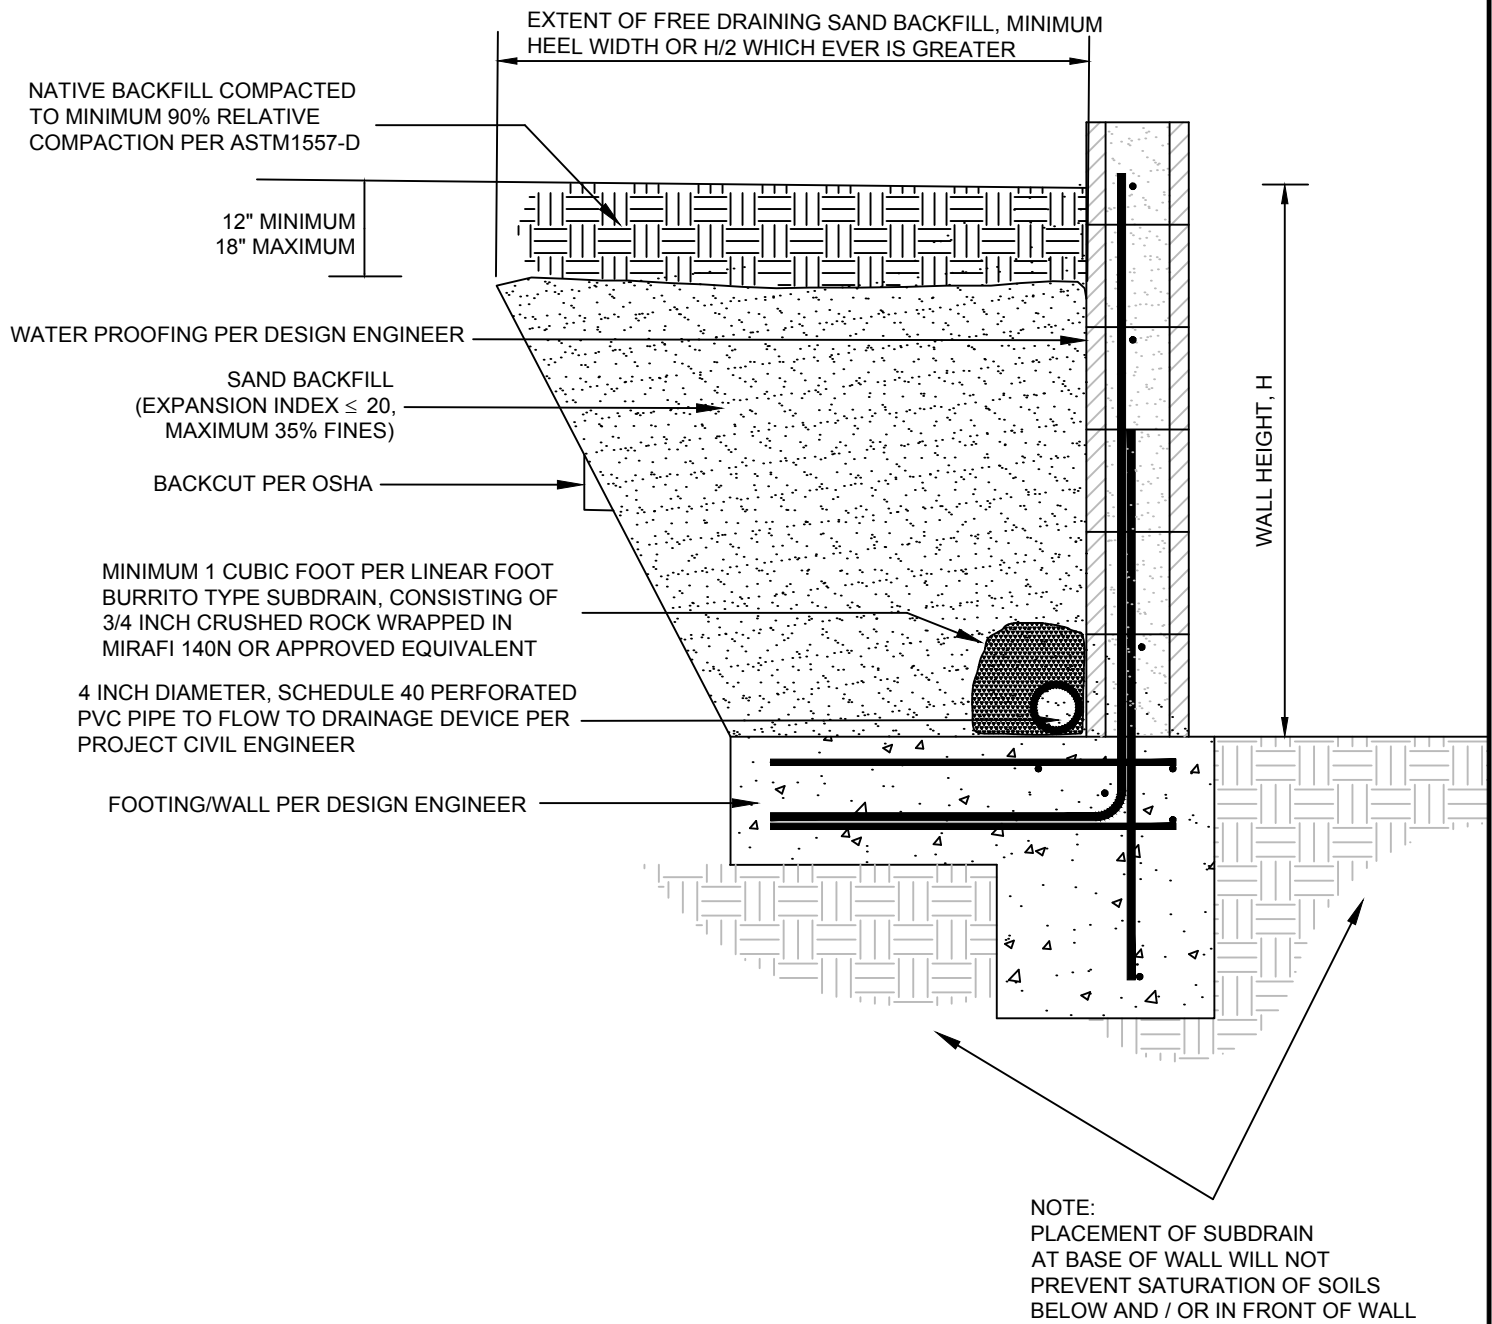 EXTENT OF FREE DRAINING SAND BACKFILL, MINIMUM
HEEL WIDTH OR H/2 WHICH EVER IS GREATER
NATIVE BACKFILL COMPACTED
TO MINIMUM 90% RELATIVE
COMPACTION PER ASTM1557-D
12" MINIMUM
18" MAXIMUM
WATER PROOFING PER DESIGN ENGINEER
SAND BACKFILL
(EXPANSION INDEX ≤ 20,
MAXIMUM 35% FINES)
WALL HEIGHT, H
BACKCUT PER OSHA
MINIMUM 1 CUBIC FOOT PER LINEAR FOOT
BURRITO TYPE SUBDRAIN, CONSISTING OF
3/4 INCH CRUSHED ROCK WRAPPED IN
MIRAFI 140N OR APPROVED EQUIVALENT
4 INCH DIAMETER, SCHEDULE 40 PERFORATED
PVC PIPE TO FLOW TO DRAINAGE DEVICE PER
PROJECT CIVIL ENGINEER
FOOTING/WALL PER DESIGN ENGINEER
NOTE:
PLACEMENT OF SUBDRAIN
AT BASE OF WALL WILL NOT
PREVENT SATURATION OF SOILS
BELOW AND / OR IN FRONT OF WALL